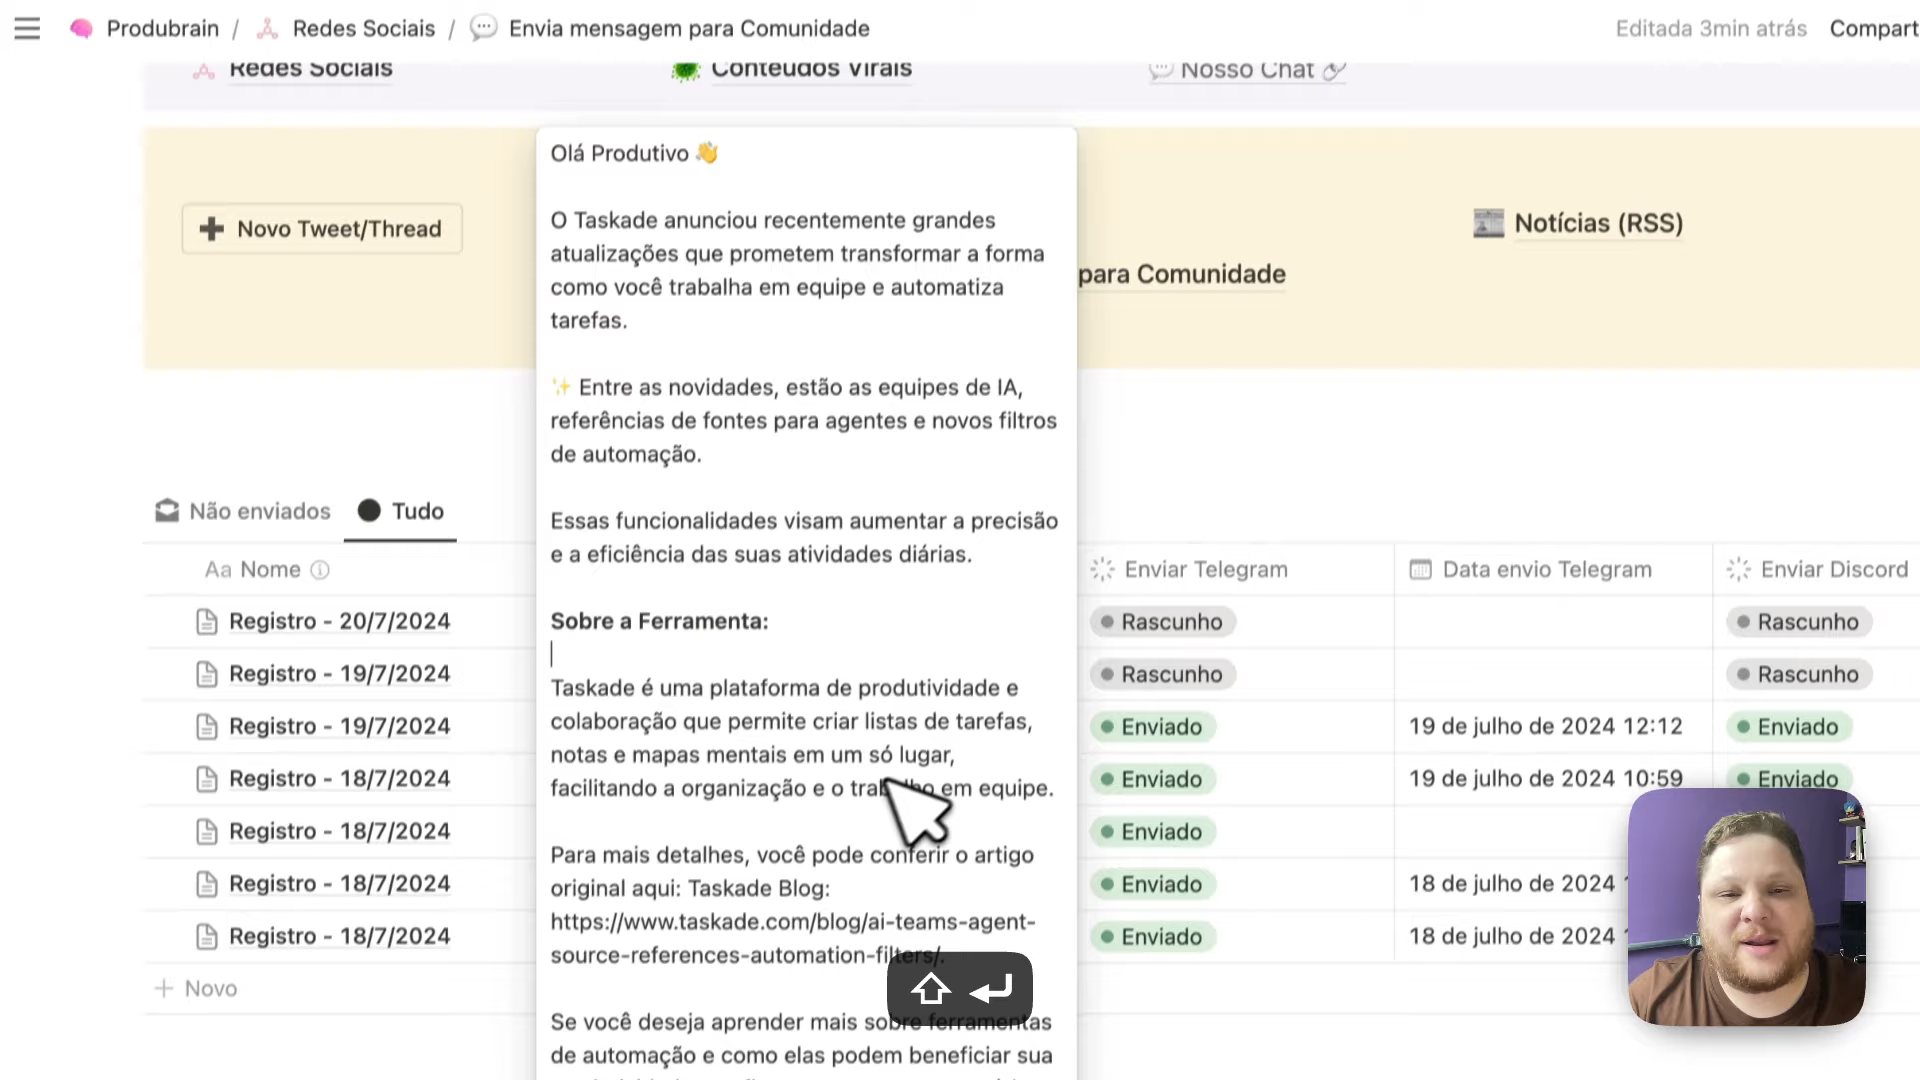 Produbrain / Redes Sociais / Envia mensagem para Comunidade
Editada 3min atrás Compart
Redes Sociais
Conteúdos Virais
Nosso Chat
Novo Tweet/Thread
para Comunidade
Notícias (RSS)
Olá Produtivo 👋
O Taskade anunciou recentemente grandes
atualizações que prometem transformar a forma
como você trabalha em equipe e automatiza
tarefas.
✨ Entre as novidades, estão as equipes de IA,
referências de fontes para agentes e novos filtros
de automação.
Essas funcionalidades visam aumentar a precisão
e a eficiência das suas atividades diárias.
Sobre a Ferramenta:
Taskade é uma plataforma de produtividade e
colaboração que permite criar listas de tarefas,
notas e mapas mentais em um só lugar,
facilitando a organização e o trabalho em equipe.
Para mais detalhes, você pode conferir o artigo
original aqui: Taskade Blog:
https://www.taskade.com/blog/ai-teams-agent-
source-references-automation-filters/.
Se você deseja aprender mais sobre ferramentas
de automação e como elas podem beneficiar sua
Não enviados Tudo
Aa Nome Enviar Telegram Data envio Telegram Enviar Discord
Registro - 20/7/2024 Rascunho Rascunho
Registro - 19/7/2024 Rascunho Rascunho
Registro - 19/7/2024 Enviado 19 de julho de 2024 12:12 Enviado
Registro - 18/7/2024 Enviado 19 de julho de 2024 10:59 Enviado
Registro - 18/7/2024 Enviado
Registro - 18/7/2024 Enviado 18 de julho de 2024
Registro - 18/7/2024 Enviado 18 de julho de 2024
+ Novo